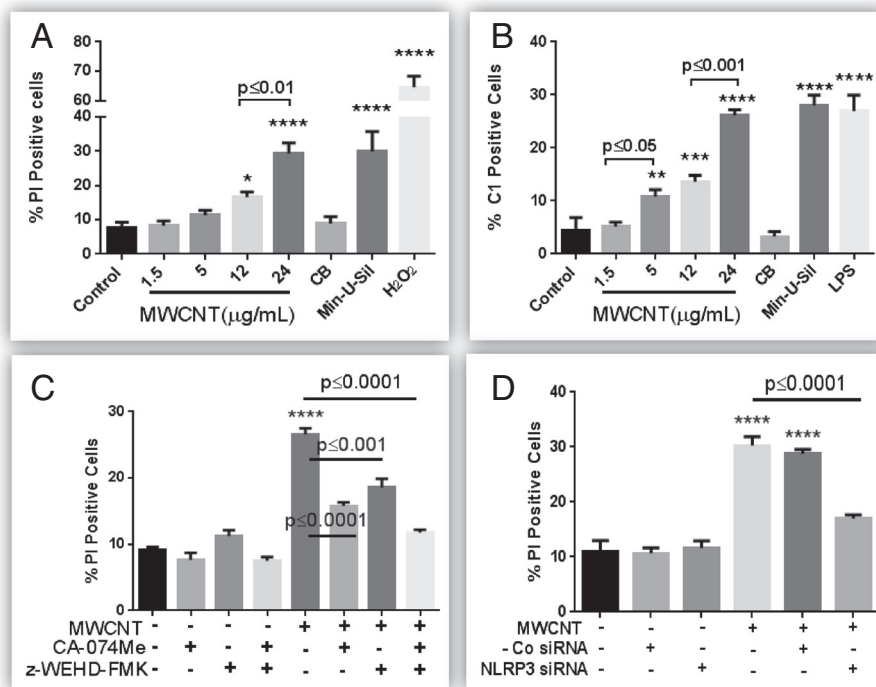 A
% PI Positive cells
80
70
60
40
30
20
10
0
p≤0.01
*
****
****
****
Control
1.5
5
12
24
CB
Min-U-Sil
H2O2
MWCNT(μg/mL)
B
% C1 Positive Cells
40
30
20
10
0
p≤0.05
p≤0.001
**
***
****
****
****
Control
1.5
5
12
24
CB
Min-U-Sil
LPS
MWCNT(μg/mL)
C
% PI Positive Cells
30
20
10
0
p≤0.0001
****
p≤0.001
p≤0.0001
MWCNT - - - - + + + +
CA-074Me - + - + - + - +
z-WEHD-FMK - - + + - - + +
D
% PI Positive Cells
40
30
20
10
0
p≤0.0001
****
****
MWCNT - - - + + +
- Co siRNA - + - - + -
NLRP3 siRNA - - + - - +